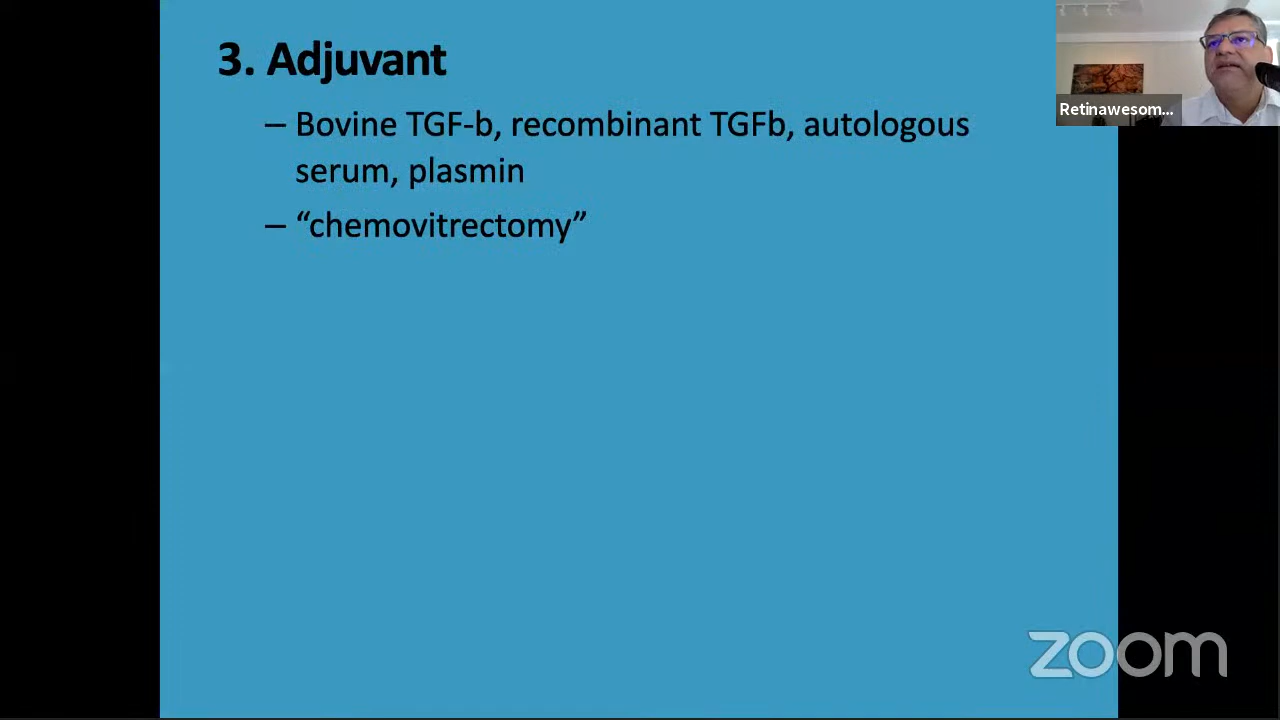 3. Adjuvant
– Bovine TGF-b, recombinant TGFb, autologous
serum, plasmin
– “chemovitrectomy”
Retinawesom...
zoom